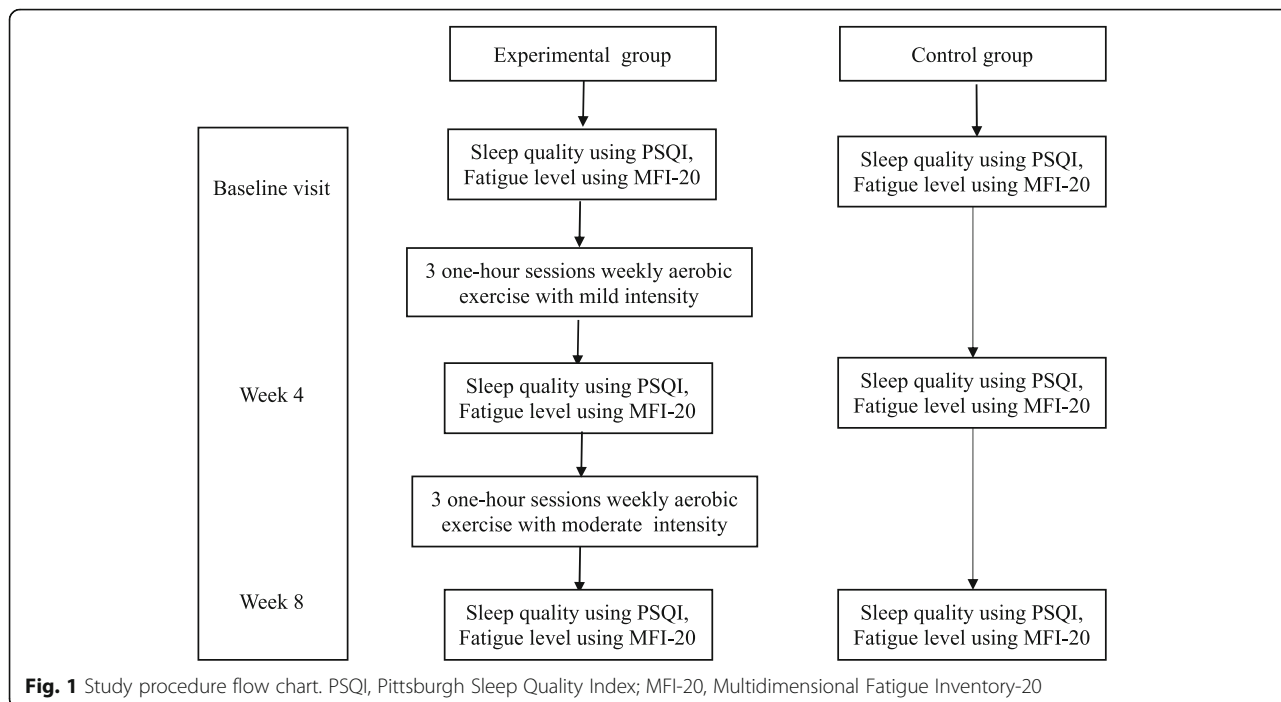 Experimental group
Control group
Baseline visit
Sleep quality using PSQI,
Fatigue level using MFI-20
Sleep quality using PSQI,
Fatigue level using MFI-20
3 one-hour sessions weekly aerobic
exercise with mild intensity
Week 4
Sleep quality using PSQI,
Fatigue level using MFI-20
Sleep quality using PSQI,
Fatigue level using MFI-20
3 one-hour sessions weekly aerobic
exercise with moderate intensity
Week 8
Sleep quality using PSQI,
Fatigue level using MFI-20
Sleep quality using PSQI,
Fatigue level using MFI-20
Fig. 1 Study procedure flow chart. PSQI, Pittsburgh Sleep Quality Index; MFI-20, Multidimensional Fatigue Inventory-20